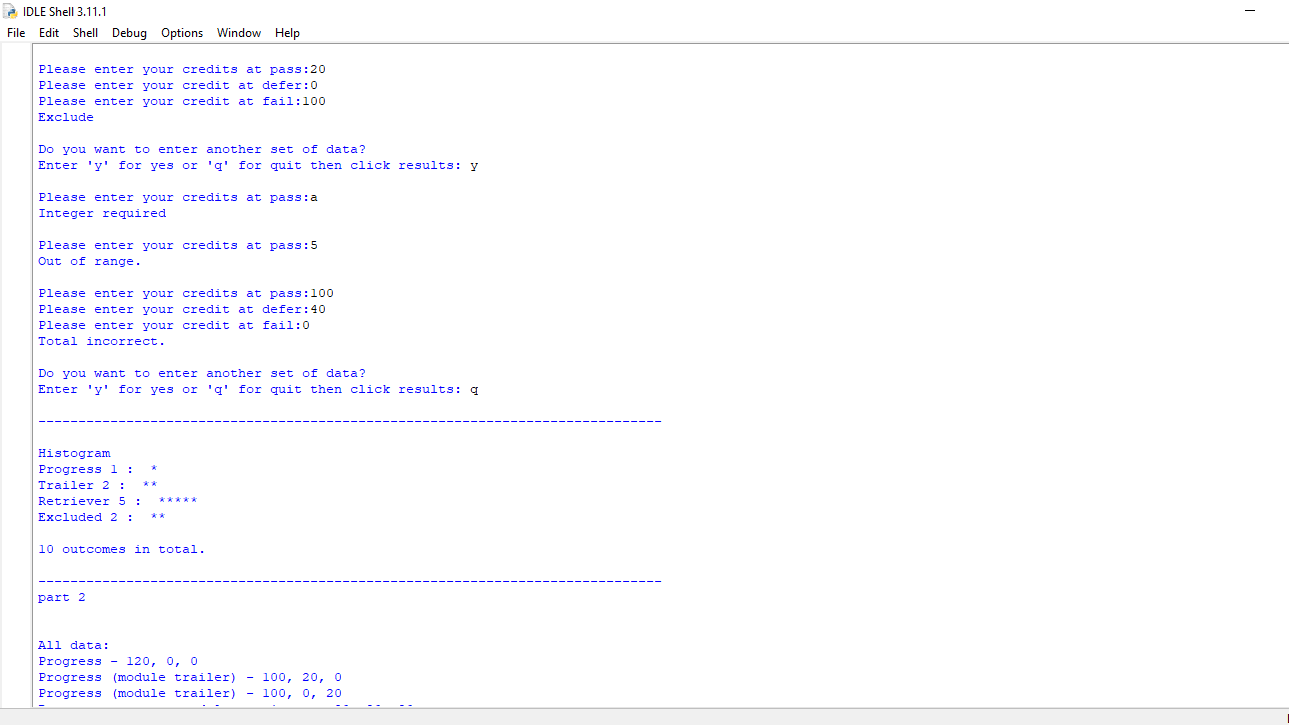 IDLE Shell 3.11.1
File Edit Shell Debug Options Window Help
Please enter your credits at pass:20
Please enter your credit at defer:0
Please enter your credit at fail:100
Exclude
Do you want to enter another set of data?
Enter 'y' for yes or 'q' for quit then click results: y
Please enter your credits at pass:a
Integer required
Please enter your credits at pass:5
Out of range.
Please enter your credits at pass:100
Please enter your credit at defer:40
Please enter your credit at fail:0
Total incorrect.
Do you want to enter another set of data?
Enter 'y' for yes or 'q' for quit then click results: q
------------------------------------------------------------------------------
Histogram
Progress 1 :  *
Trailer 2 :  **
Retriever 5 :  *****
Excluded 2 :  **
10 outcomes in total.
------------------------------------------------------------------------------
part 2
All data:
Progress - 120, 0, 0
Progress (module trailer) - 100, 20, 0
Progress (module trailer) - 100, 0, 20